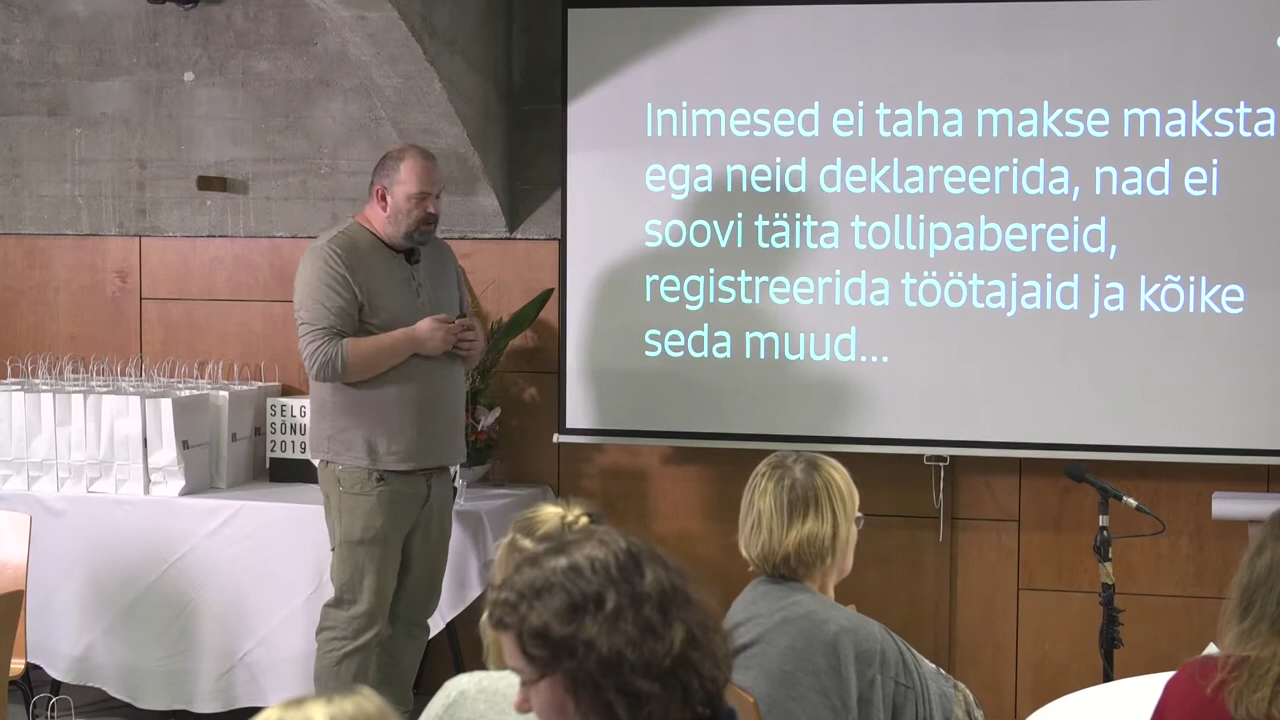 Inimesed ei taha makse maksta
ega neid deklareerida, nad ei
soovi täita tollipabereid,
registreerida töötajaid ja kõike
seda muud...
SELG
SÕNU
2019